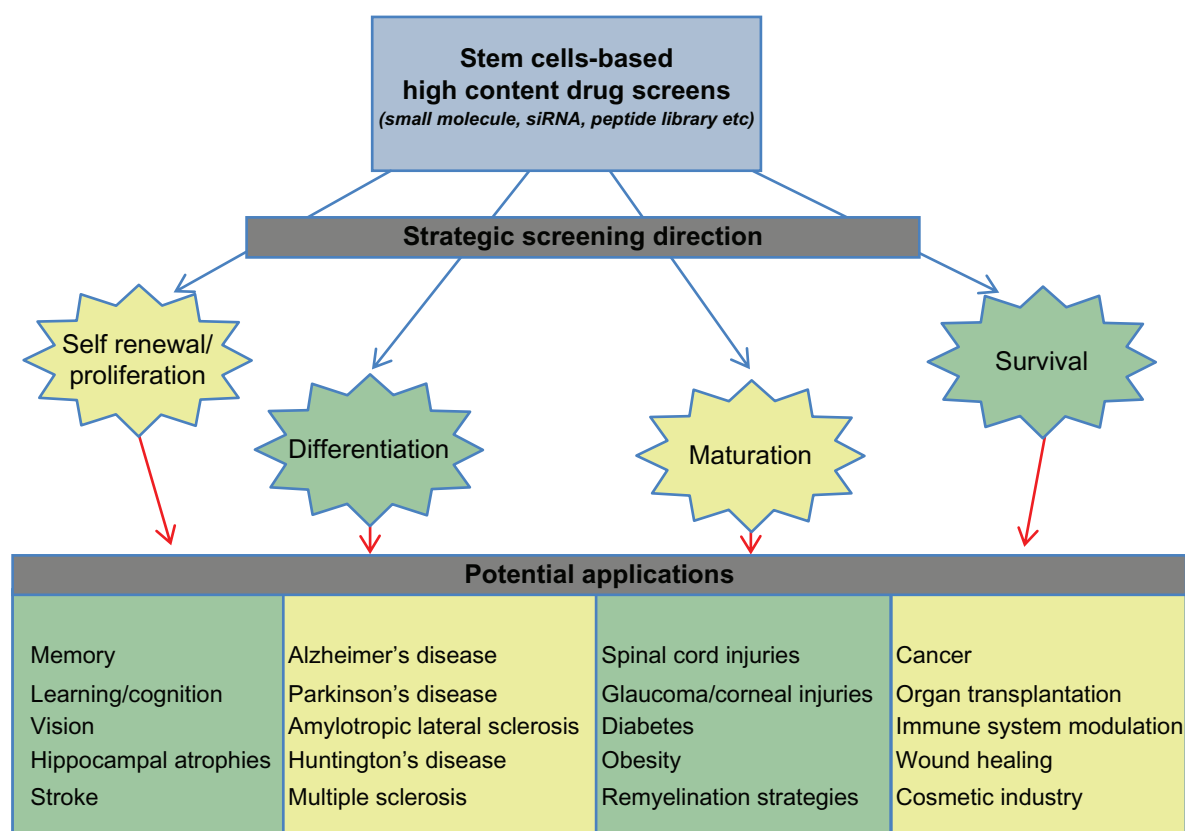 Stem cells-based
high content drug screens
(small molecule, siRNA, peptide library etc)
Strategic screening direction
Self renewal/
proliferation
Differentiation
Maturation
Survival
Potential applications
Memory
Learning/cognition
Vision
Hippocampal atrophies
Stroke
Alzheimer's disease
Parkinson's disease
Amylotropic lateral sclerosis
Huntington's disease
Multiple sclerosis
Spinal cord injuries
Glaucoma/corneal injuries
Diabetes
Obesity
Remyelination strategies
Cancer
Organ transplantation
Immune system modulation
Wound healing
Cosmetic industry